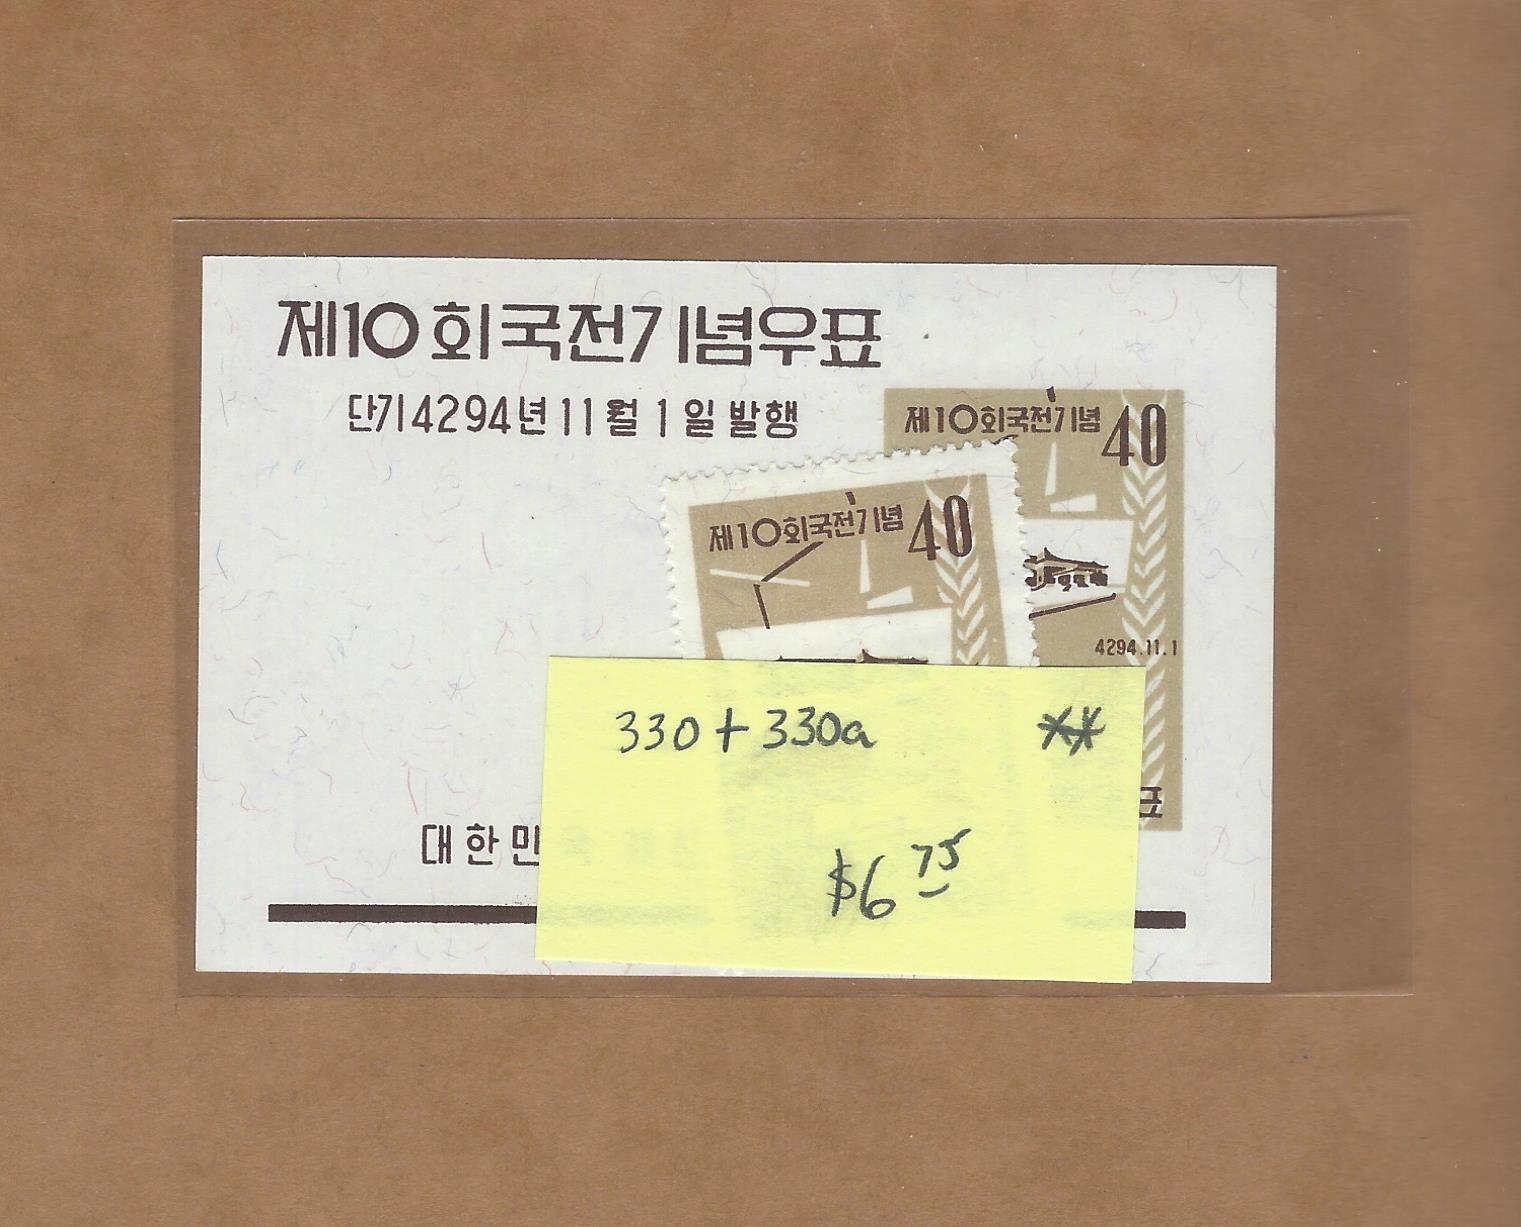 제10회국전기념우표
단기4294년11월1일발행
제10회국전기념 40
제10회국전기념 40
4294.11.1
330 + 330a **
표
$6 75
대한민